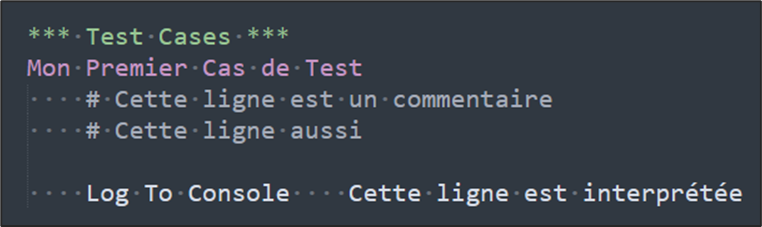 *** Test Cases ***
Mon Premier Cas de Test
    # Cette ligne est un commentaire
    # Cette ligne aussi
    Log To Console    Cette ligne est interprétée